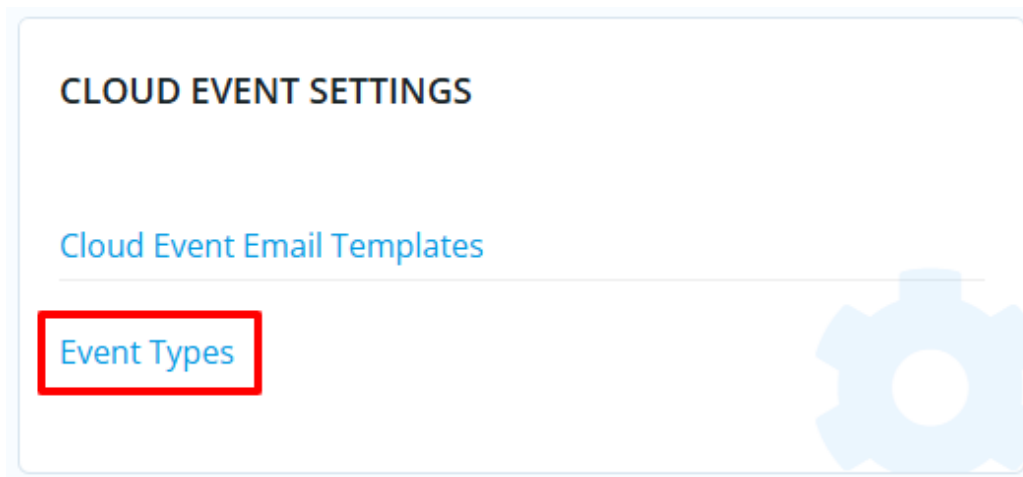 CLOUD EVENT SETTINGS
Cloud Event Email Templates
Event Types